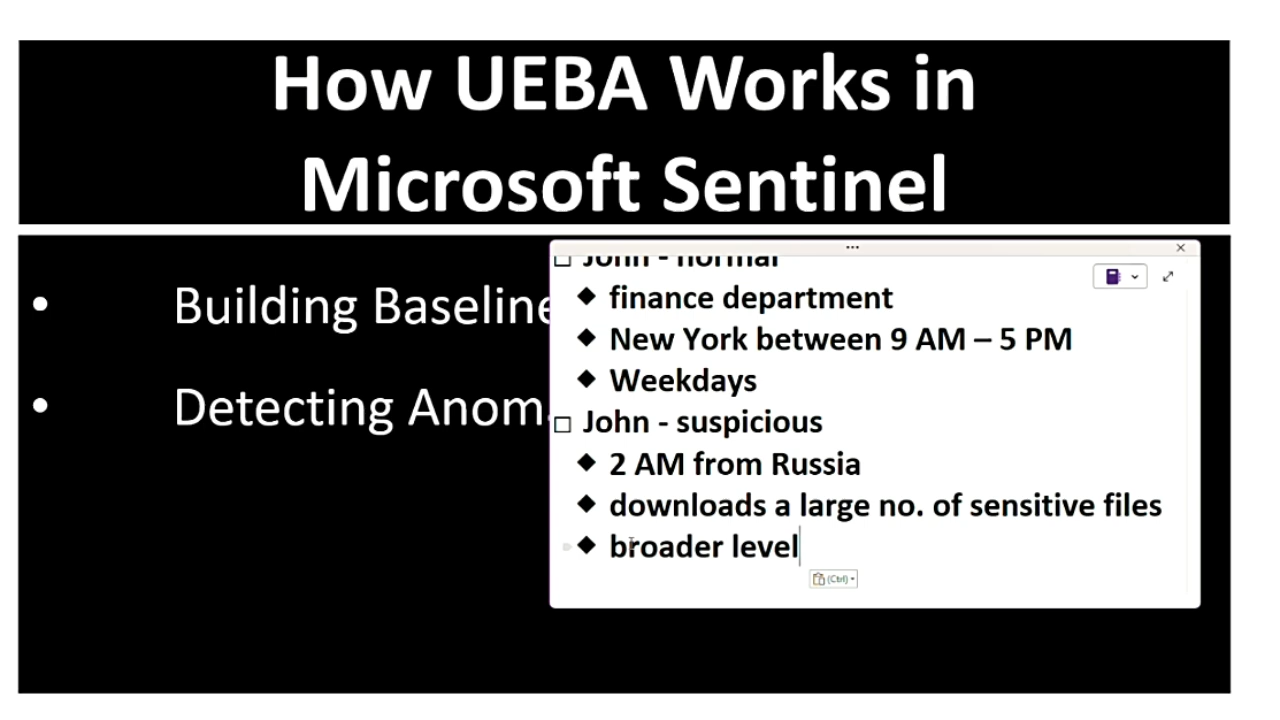 How UEBA Works in
Microsoft Sentinel
• Building Baseline
• Detecting Anom
John - normal
finance department
New York between 9 AM – 5 PM
Weekdays
John - suspicious
2 AM from Russia
downloads a large no. of sensitive files
broader level
(Ctrl)